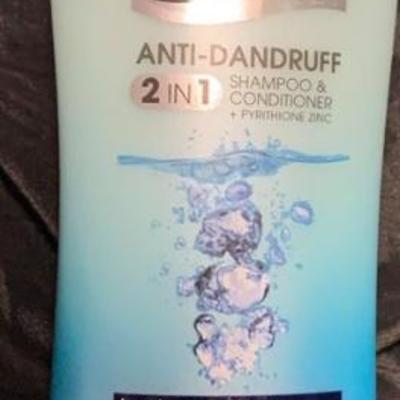 ANTI-DANDRUFF
2 IN 1
SHAMPOO &
CONDITIONER
+ PYRITHIONE ZINC